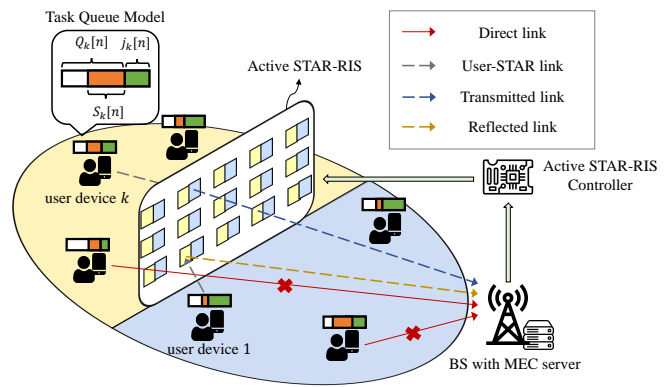 Task Queue Model
Q_k[n] j_k[n]
S_k[n]
Active STAR-RIS
Direct link
User-STAR link
Transmitted link
Reflected link
user device k
Active STAR-RIS
Controller
user device 1
BS with MEC server